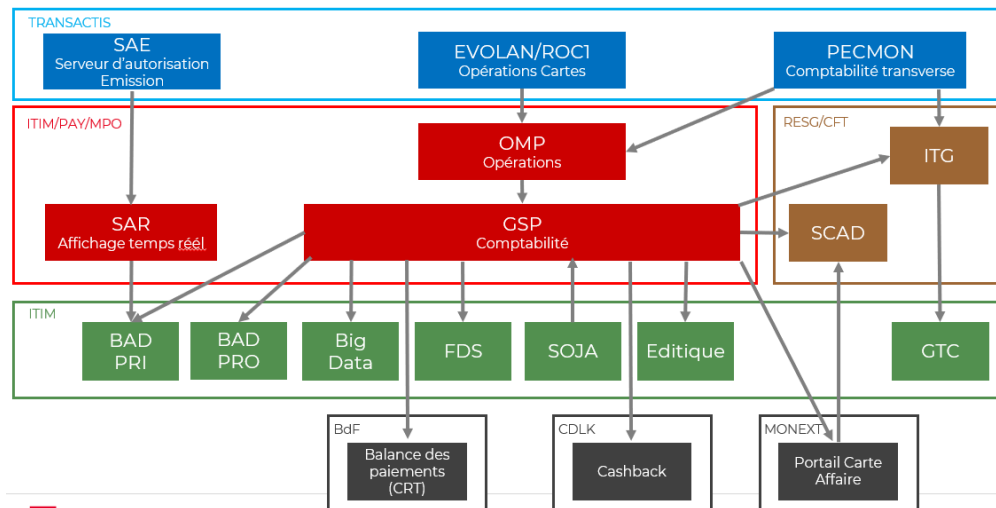 TRANSACTIS
SAE
Serveur d'autorisation
Emission
EVOLAN/ROC1
Opérations Cartes
PECMON
Comptabilité transverse
ITIM/PAY/MPO
OMP
Opérations
RESG/CFT
ITG
SAR
Affichage temps réél
GSP
Comptabilité
SCAD
ITIM
BAD
PRI
BAD
PRO
Big
Data
FDS
SOJA
Editique
GTC
BdF
Balance des
paiements
(CRT)
CDLK
Cashback
MONEXT
Portail Carte
Affaire